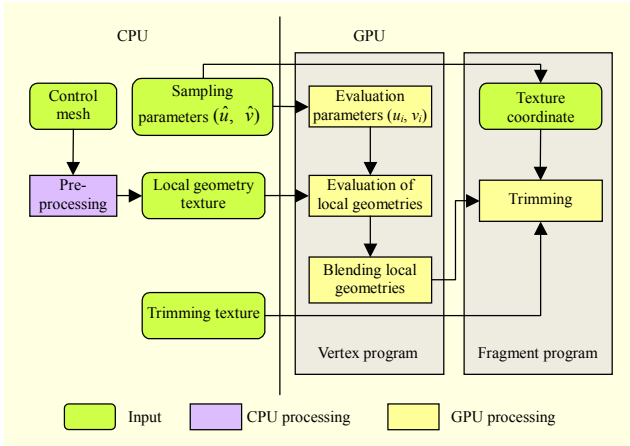 CPU
GPU
Control
mesh
Sampling
parameters (û, v̂)
Evaluation
parameters (uᵢ, vᵢ)
Texture
coordinate
Pre-
processing
Local geometry
texture
Evaluation of
local geometries
Trimming
Blending local
geometries
Trimming texture
Vertex program
Fragment program
Input
CPU processing
GPU processing